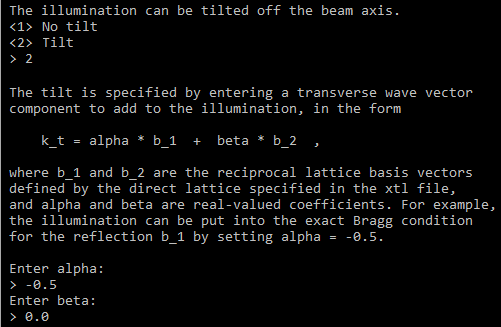 The illumination can be tilted off the beam axis.
<1> No tilt
<2> Tilt
> 2
The tilt is specified by entering a transverse wave vector
component to add to the illumination, in the form
k_t = alpha * b_1  +  beta * b_2  ,
where b_1 and b_2 are the reciprocal lattice basis vectors
defined by the direct lattice specified in the xtl file,
and alpha and beta are real-valued coefficients. For example,
the illumination can be put into the exact Bragg condition
for the reflection b_1 by setting alpha = -0.5.
Enter alpha:
> -0.5
Enter beta:
> 0.0